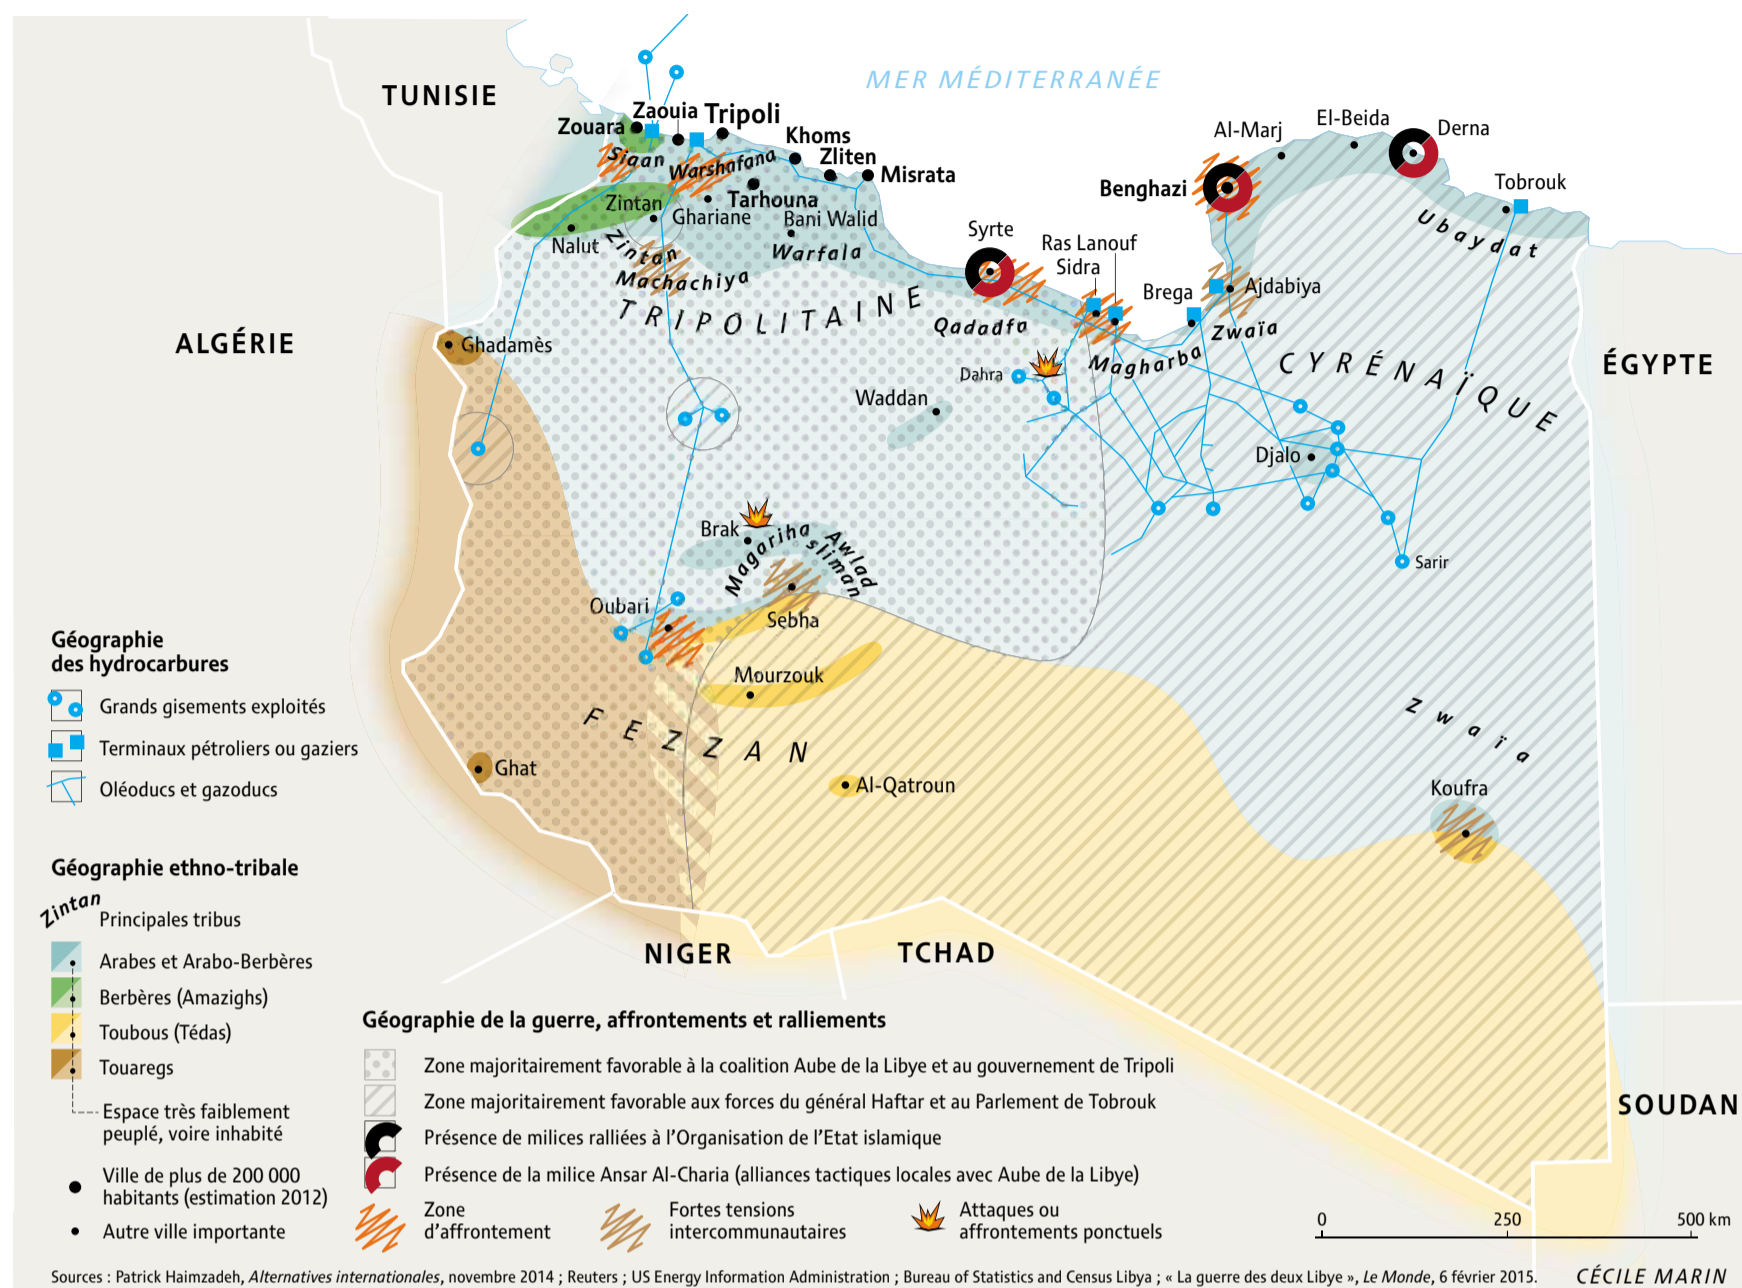 MER MÉDITERRANÉE
TUNISIE
Zouara
Zaouia
Tripoli
Khoms
Zliten
Misrata
Siaan
Warshafana
Tarhouna
Zintan
Ghariane
Bani Walid
Nalut
Zintan
Warfala
Machachiya
TRIPOLITAINE
Syrte
Ras Lanouf
Sidra
Brega
Benghazi
Al-Marj
El-Beida
Derna
Tobrouk
Ubaydat
Ajdabiya
Zwaïa
Qadadfa
Magharba
CYRÉNAÏQUE
ÉGYPTE
ALGÉRIE
Ghadamès
Dahra
Waddan
Djalo
Sarir
Brak
Magariha
Awlad
sliman
Oubari
Sebha
Mourzouk
FEZZAN
Ghat
Al-Qatroun
Zwaïa
Koufra
NIGER
TCHAD
SOUDAN
Géographie
des hydrocarbures
Grands gisements exploités
Terminaux pétroliers ou gaziers
Oléoducs et gazoducs
Géographie ethno-tribale
Zintan
Principales tribus
Arabes et Arabo-Berbères
Berbères (Amazighs)
Toubous (Tédas)
Touaregs
Espace très faiblement
peuplé, voire inhabité
Ville de plus de 200 000
habitants (estimation 2012)
Autre ville importante
Géographie de la guerre, affrontements et ralliements
Zone majoritairement favorable à la coalition Aube de la Libye et au gouvernement de Tripoli
Zone majoritairement favorable aux forces du général Haftar et au Parlement de Tobrouk
Présence de milices ralliées à l'Organisation de l'Etat islamique
Présence de la milice Ansar Al-Charia (alliances tactiques locales avec Aube de la Libye)
Zone
d'affrontement
Fortes tensions
intercommunautaires
Attaques ou
affrontements ponctuels
0 250 500 km
Sources : Patrick Haimzadeh, Alternatives internationales, novembre 2014 ; Reuters ; US Energy Information Administration ; Bureau of Statistics and Census Libya ; « La guerre des deux Libye », Le Monde, 6 février 2015.
CÉCILE MARIN